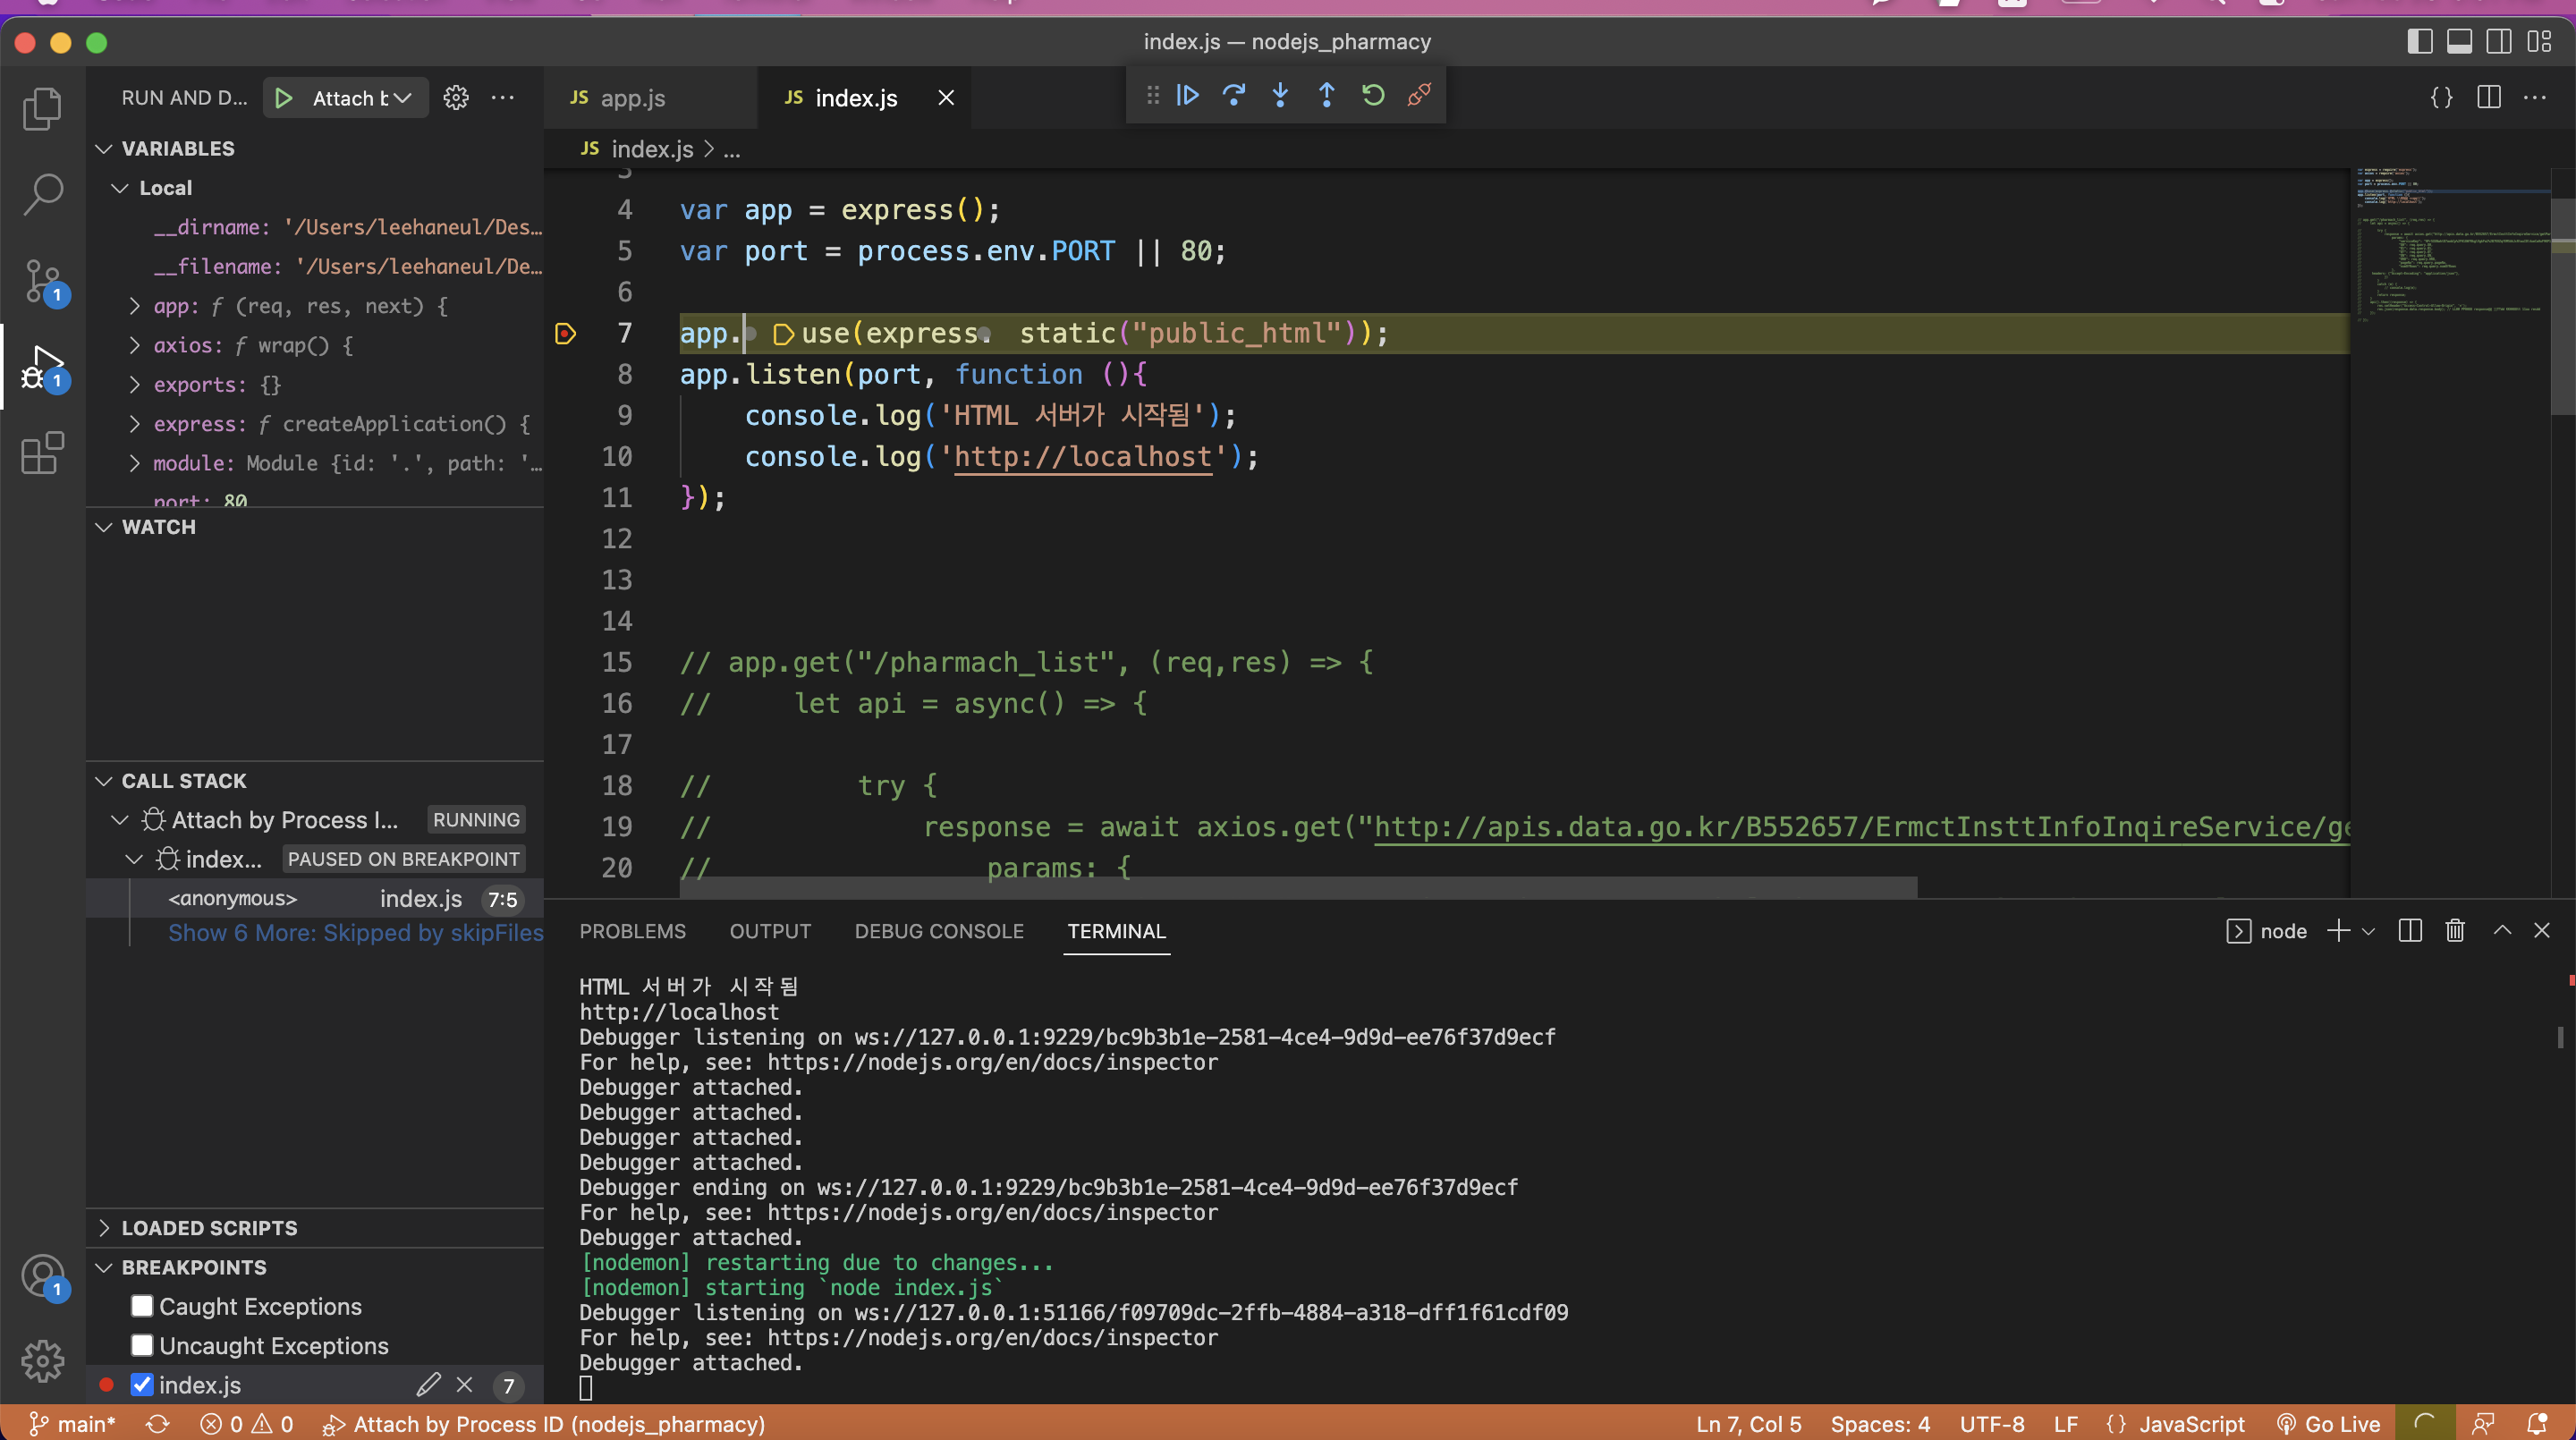 index.js — nodejs_pharmacy
RUN AND D...
Attach b
JS app.js
JS index.js
{}
VARIABLES
JS index.js > ...
Local
__dirname: '/Users/leehaneul/Des...
__filename: '/Users/leehaneul/De...
app: ƒ (req, res, next) {
axios: ƒ wrap() {
exports: {}
express: ƒ createApplication() {
module: Module {id: '.', path: '...
port: 80
WATCH
CALL STACK
Attach by Process I... RUNNING
index... PAUSED ON BREAKPOINT
<anonymous> index.js 7:5
Show 6 More: Skipped by skipFiles
LOADED SCRIPTS
BREAKPOINTS
Caught Exceptions
Uncaught Exceptions
index.js 7
3
4 var app = express();
5 var port = process.env.PORT || 80;
6
7 app. use(express. static("public_html"));
8 app.listen(port, function (){
9 console.log('HTML 서버가 시작됨');
10 console.log('http://localhost');
11 });
12
13
14
15 // app.get("/pharmach_list", (req,res) => {
16 // let api = async() => {
17
18 // try {
19 // response = await axios.get("http://apis.data.go.kr/B552657/ErmctInsttInfoInqireService/ge
20 // params: {
PROBLEMS OUTPUT DEBUG CONSOLE TERMINAL
node
HTML 서버가 시작됨
http://localhost
Debugger listening on ws://127.0.0.1:9229/bc9b3b1e-2581-4ce4-9d9d-ee76f37d9ecf
For help, see: https://nodejs.org/en/docs/inspector
Debugger attached.
Debugger attached.
Debugger attached.
Debugger attached.
Debugger ending on ws://127.0.0.1:9229/bc9b3b1e-2581-4ce4-9d9d-ee76f37d9ecf
For help, see: https://nodejs.org/en/docs/inspector
Debugger attached.
[nodemon] restarting due to changes...
[nodemon] starting `node index.js`
Debugger listening on ws://127.0.0.1:51166/f09709dc-2ffb-4884-a318-dff1f61cdf09
For help, see: https://nodejs.org/en/docs/inspector
Debugger attached.
1
1
1
main* 0 0 Attach by Process ID (nodejs_pharmacy) Ln 7, Col 5 Spaces: 4 UTF-8 LF {} JavaScript Go Live